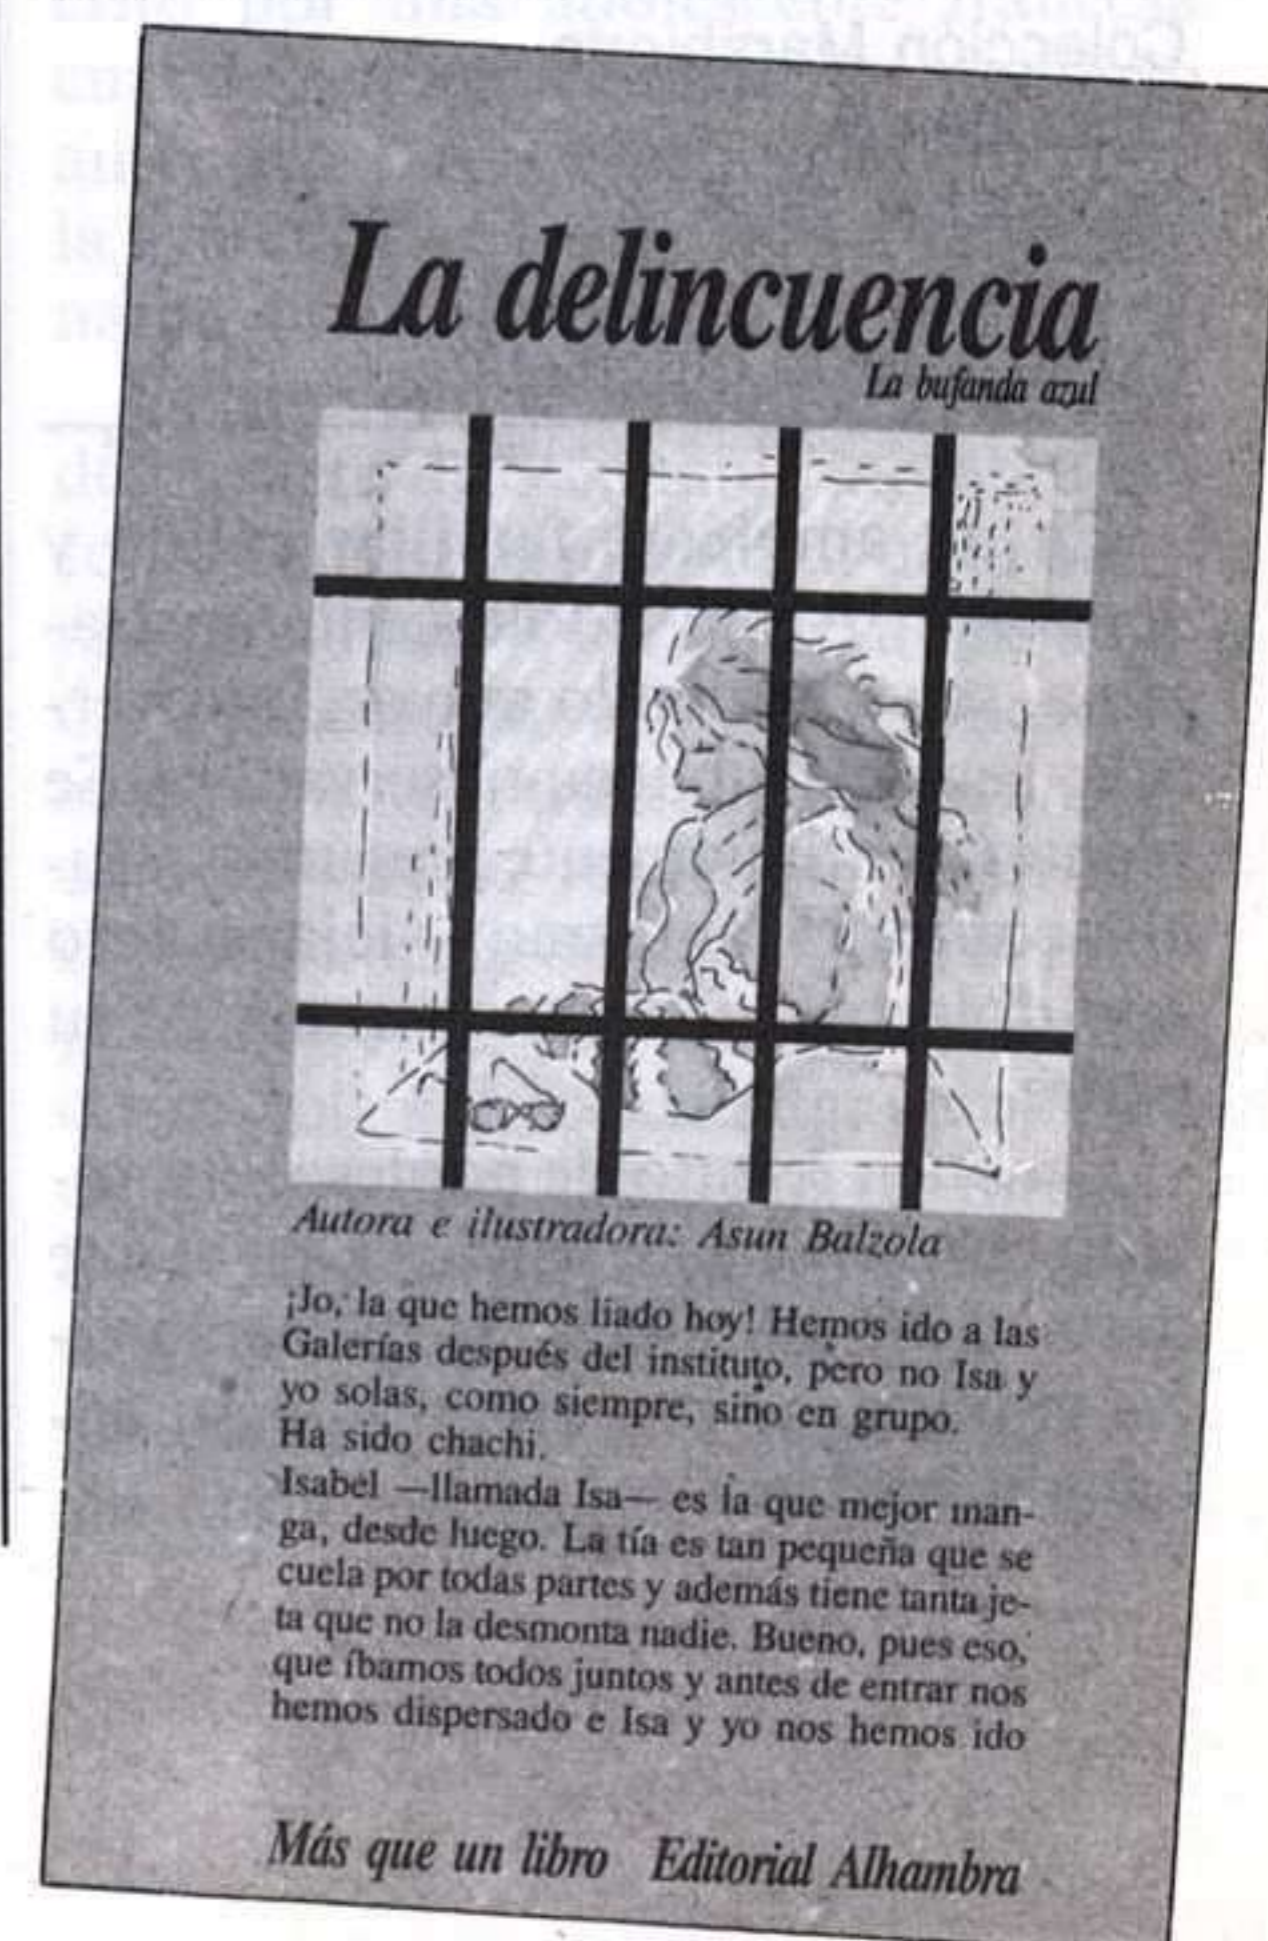 La delincuencia
La bufanda azul
Autora e ilustradora: Asun Balzola
¡Jo, la que hemos liado hoy! Hemos ido a las
Galerías después del instituto, pero no Isa y
yo solas, como siempre, sino en grupo.
Ha sido chachi.
Isabel —llamada Isa— es la que mejor man-
ga, desde luego. La tía es tan pequeña que se
cuela por todas partes y además tiene tanta je-
ta que no la desmonta nadie. Bueno, pues eso,
que íbamos todos juntos y antes de entrar nos
hemos dispersado e Isa y yo nos hemos ido
Más que un libro Editorial Alhambra